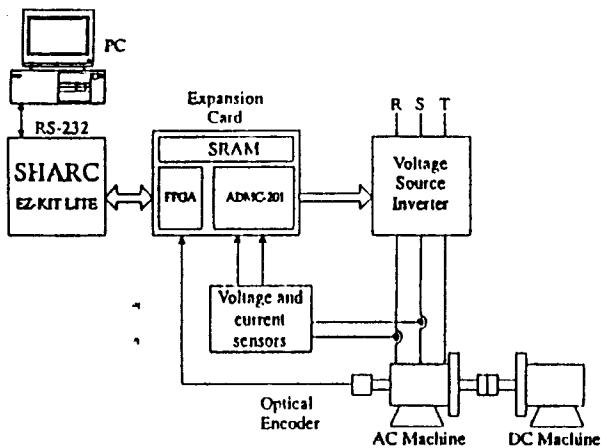 PC
RS-232
SHARC
EZ-KIT LITE
Expansion
Card
SRAM
FPGA
ADMC-201
R S T
Voltage
Source
Inverter
Voltage and
current
sensors
Optical
Encoder
AC Machine
DC Machine